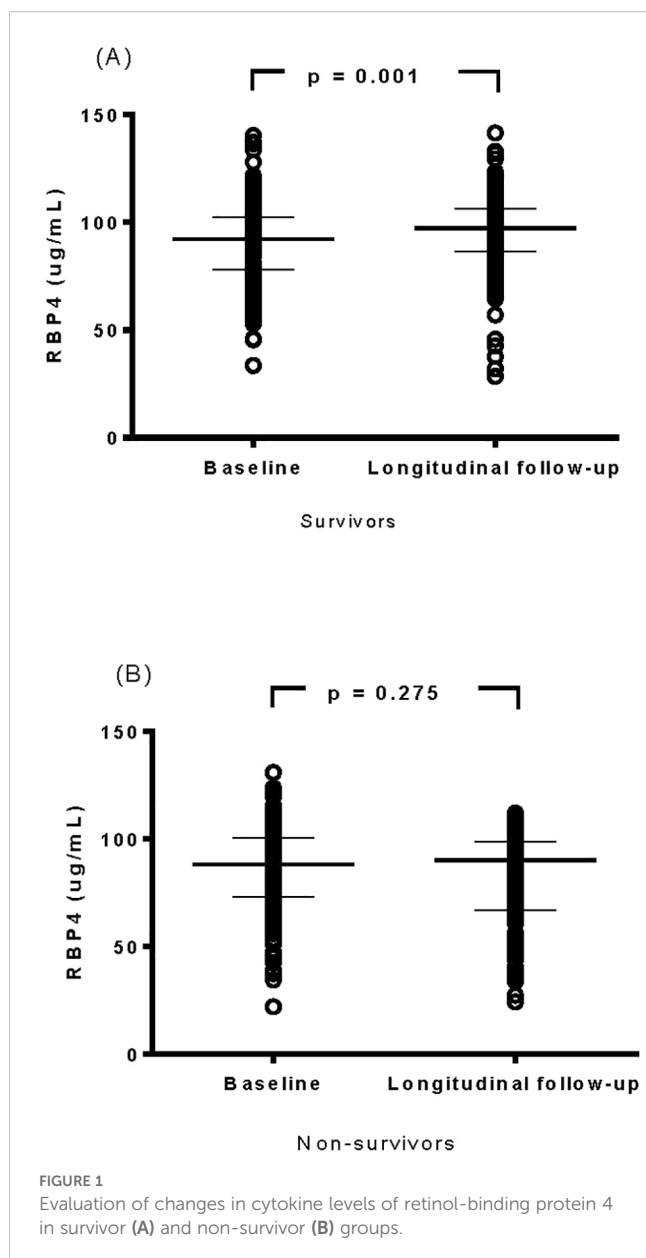 (A)
p = 0.001
150
100
50
0
RBP4 (ug/mL)
Baseline
Longitudinal follow-up
Survivors
(B)
p = 0.275
150
100
50
0
RBP4 (ug/mL)
Baseline
Longitudinal follow-up
Non-survivors
FIGURE 1
Evaluation of changes in cytokine levels of retinol-binding protein 4
in survivor (A) and non-survivor (B) groups.